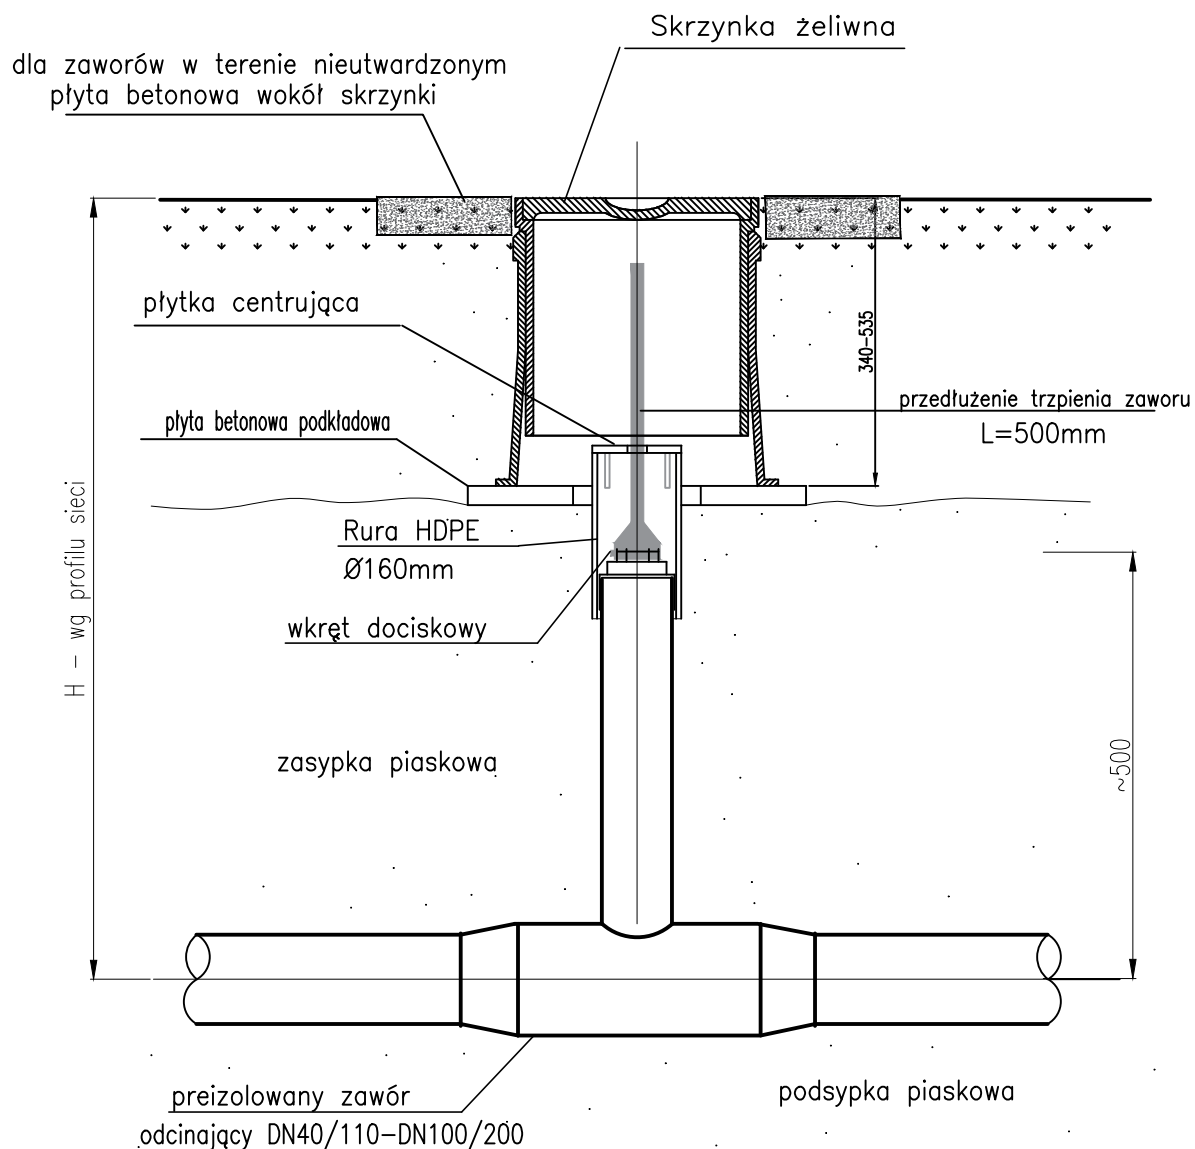 Skrzynka żeliwna
dla zaworów w terenie nieutwardzonym
płyta betonowa wokół skrzynki
płytka centrująca
340-535
przedłużenie trzpienia zaworu
L=500mm
płyta betonowa podkładowa
H - wg profilu sieci
Rura HDPE
Ø160mm
wkręt dociskowy
zasypka piaskowa
~500
preizolowany zawór
odcinający DN40/110-DN100/200
podsypka piaskowa